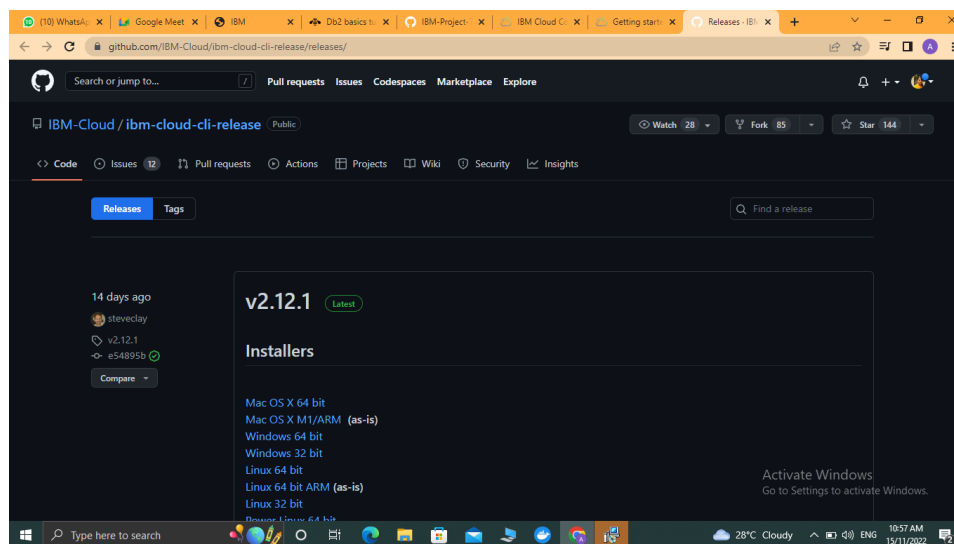 (10) WhatsAp
Google Meet
IBM
Db2 basics tu
IBM-Project-
IBM Cloud Co
Getting starte
Releases · IBM
github.com/IBM-Cloud/ibm-cloud-cli-release/releases/
A
Search or jump to...
/
Pull requests Issues Codespaces Marketplace Explore
IBM-Cloud / ibm-cloud-cli-release Public
Watch 28
Fork 85
Star 144
<> Code
Issues 12
Pull requests
Actions
Projects
Wiki
Security
Insights
Releases Tags
Find a release
14 days ago
steveclay
v2.12.1
e54895b
Compare
v2.12.1 Latest
Installers
Mac OS X 64 bit
Mac OS X M1/ARM (as-is)
Windows 64 bit
Windows 32 bit
Linux 64 bit
Linux 64 bit ARM (as-is)
Linux 32 bit
Power Linux 64 bit
Activate Windows
Go to Settings to activate Windows.
Type here to search
28°C Cloudy
ENG
10:57 AM
15/11/2022
2